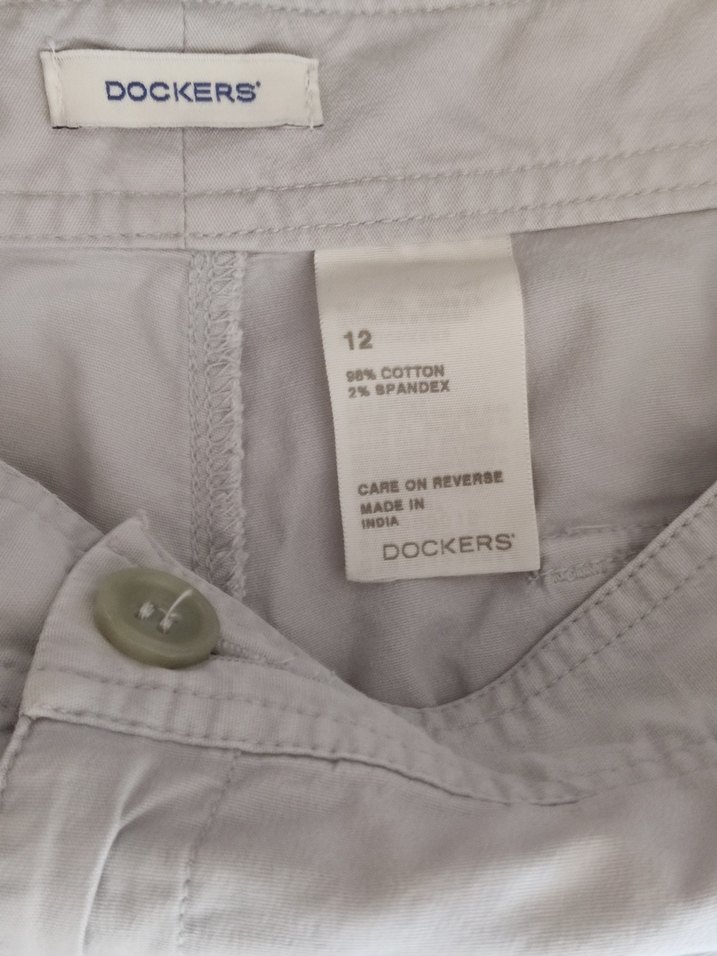 DOCKERS®
12
98% COTTON
2% SPANDEX
CARE ON REVERSE
MADE IN
INDIA
DOCKERS®